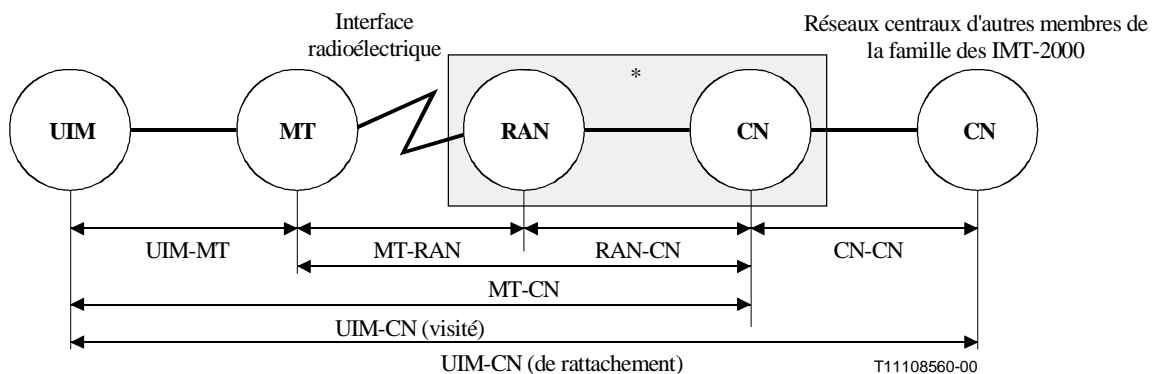 Interface
radioélectrique
Réseaux centraux d'autres membres de
la famille des IMT-2000
*
UIM
MT
RAN
CN
CN
UIM-MT
MT-RAN
RAN-CN
CN-CN
MT-CN
UIM-CN (visité)
UIM-CN (de rattachement)
T11108560-00